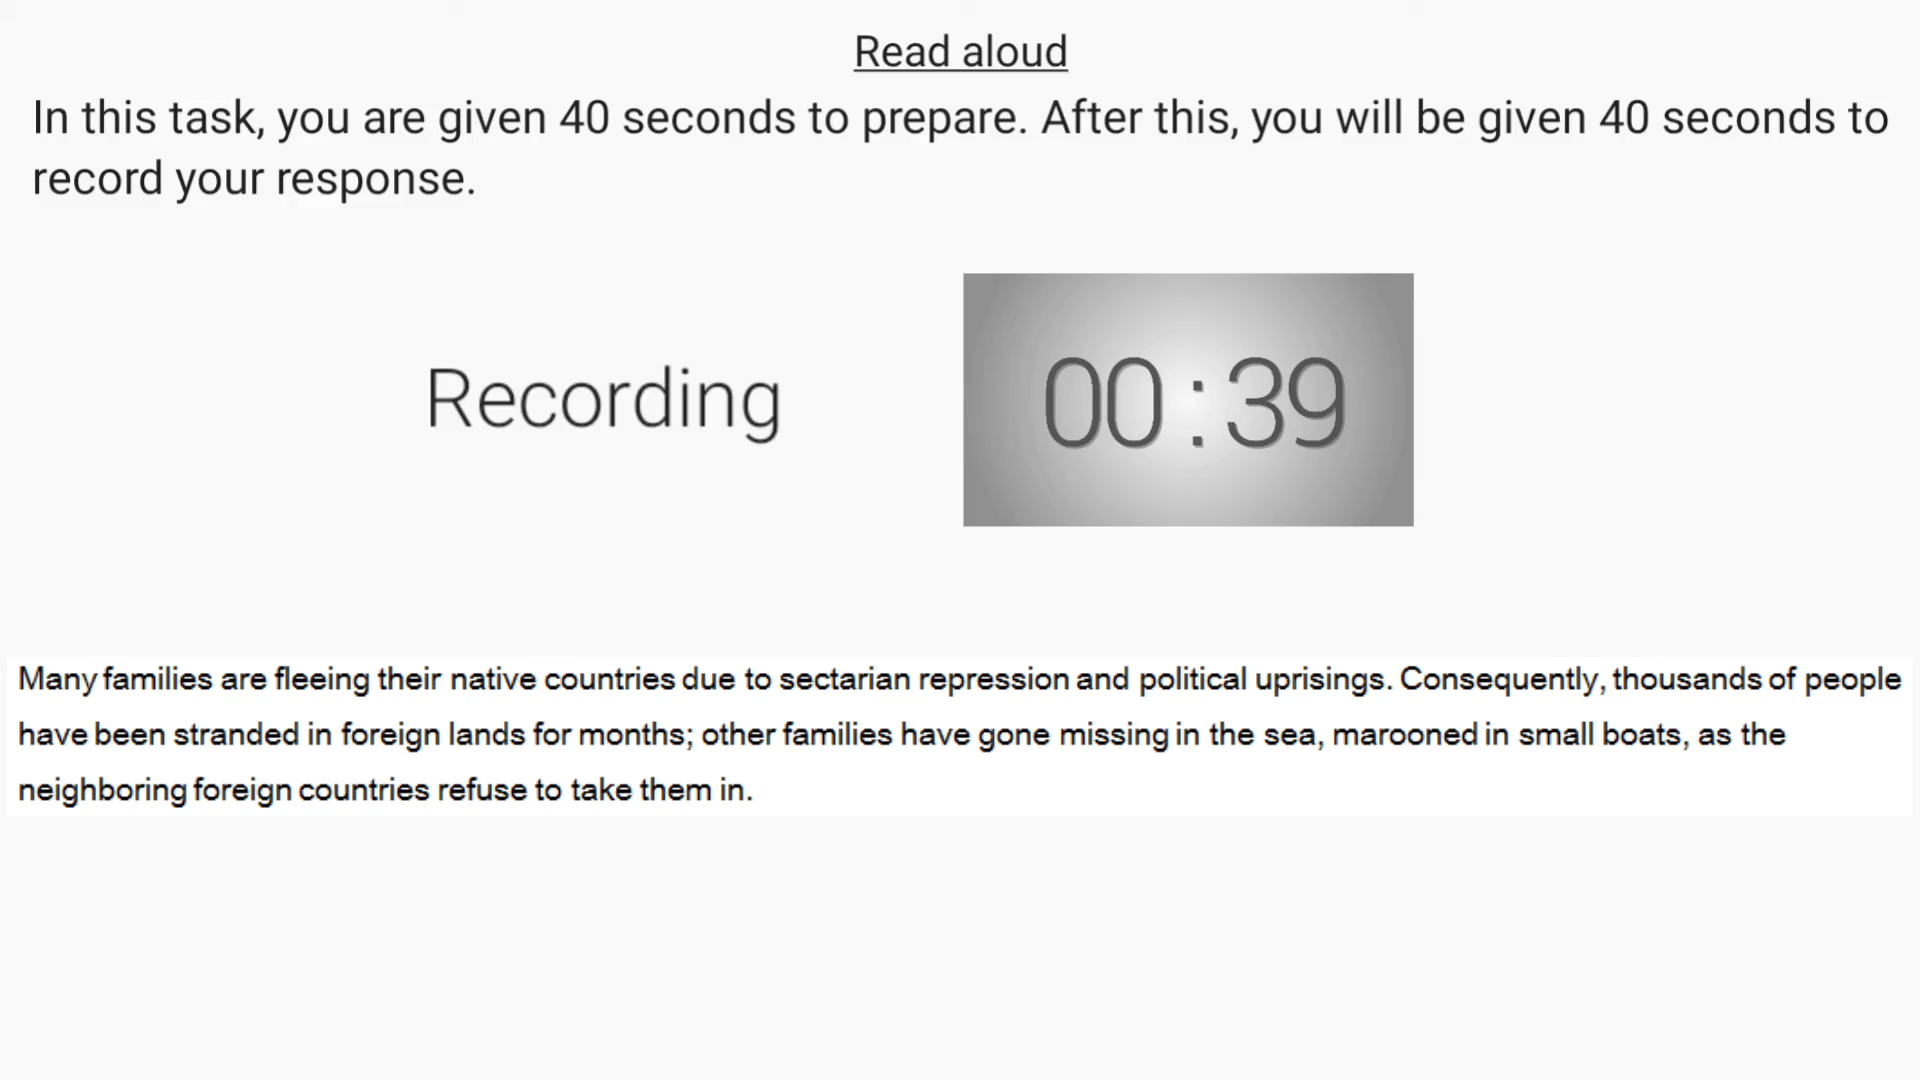 Read aloud
In this task, you are given 40 seconds to prepare. After this, you will be given 40 seconds to
record your response.
Recording
00:39
Many families are fleeing their native countries due to sectarian repression and political uprisings. Consequently, thousands of people
have been stranded in foreign lands for months; other families have gone missing in the sea, marooned in small boats, as the
neighboring foreign countries refuse to take them in.